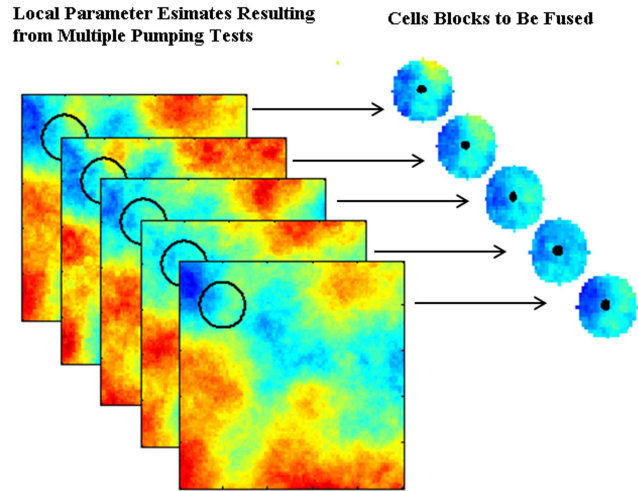 Local Parameter Esimates Resulting
from Multiple Pumping Tests
Cells Blocks to Be Fused